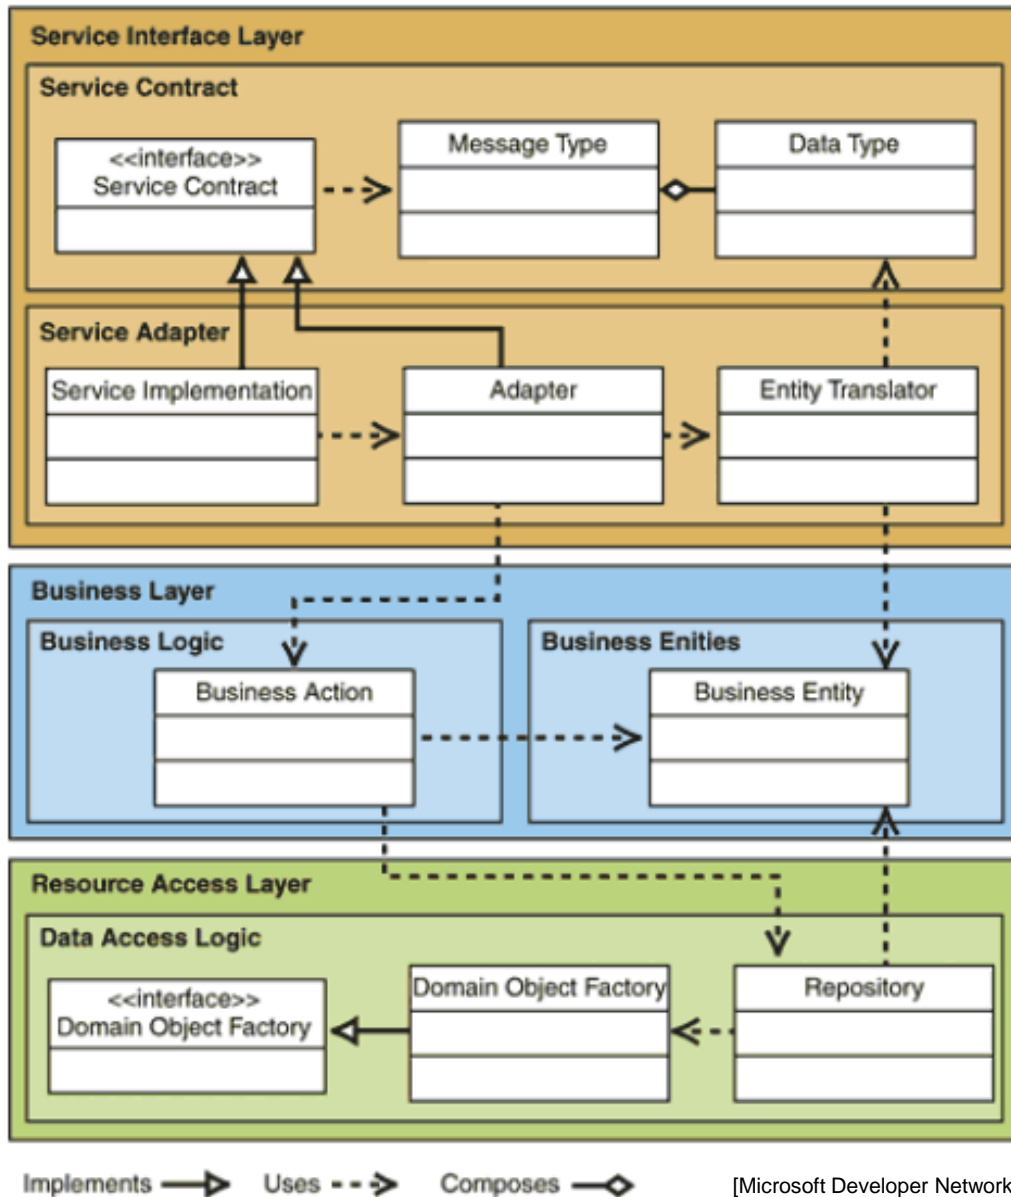 Service Interface Layer
Service Contract
<<interface>>
Service Contract
Message Type
Data Type
Service Adapter
Service Implementation
Adapter
Entity Translator
Business Layer
Business Logic
Business Enities
Business Action
Business Entity
Resource Access Layer
Data Access Logic
<<interface>>
Domain Object Factory
Domain Object Factory
Repository
Implements
Uses
Composes
[Microsoft Developer Network